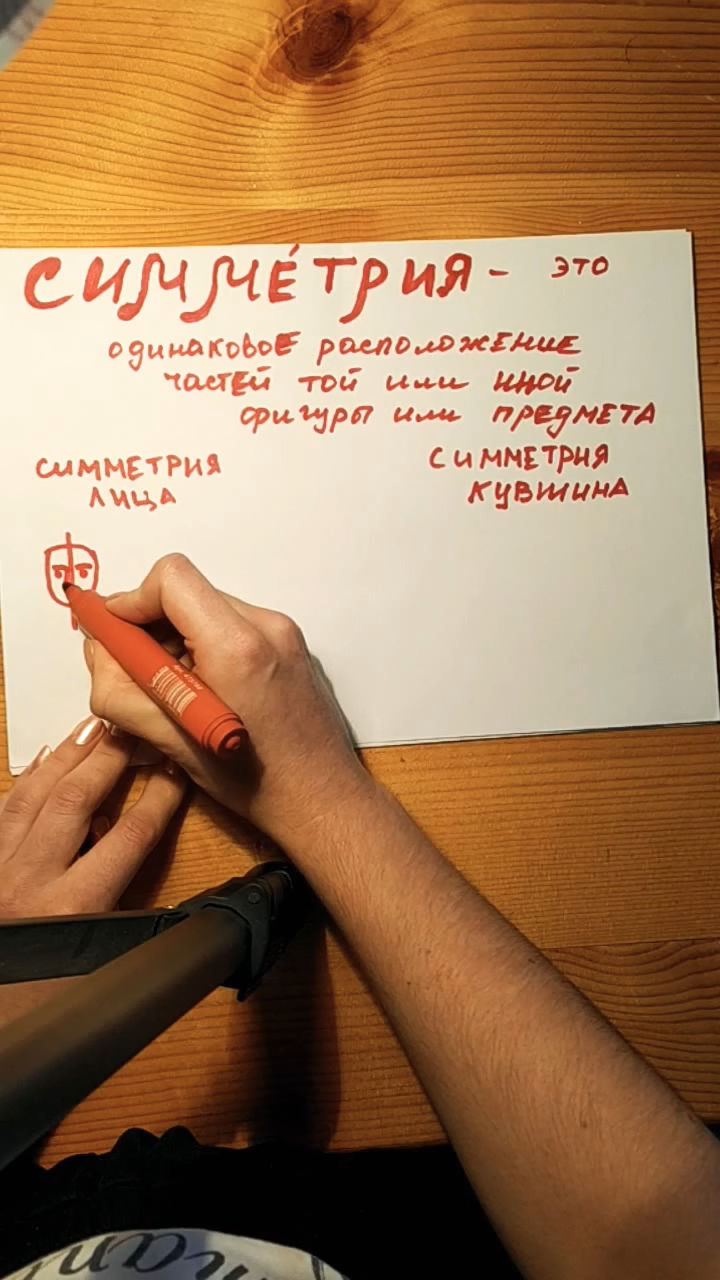 СИММЕ́ТРИЯ - ЭТО
одинаковое расположение
частей той или иной
фигуры или предмета
СИММЕТРИЯ
ЛИЦА
СИММЕТРИЯ
КУВШИНА